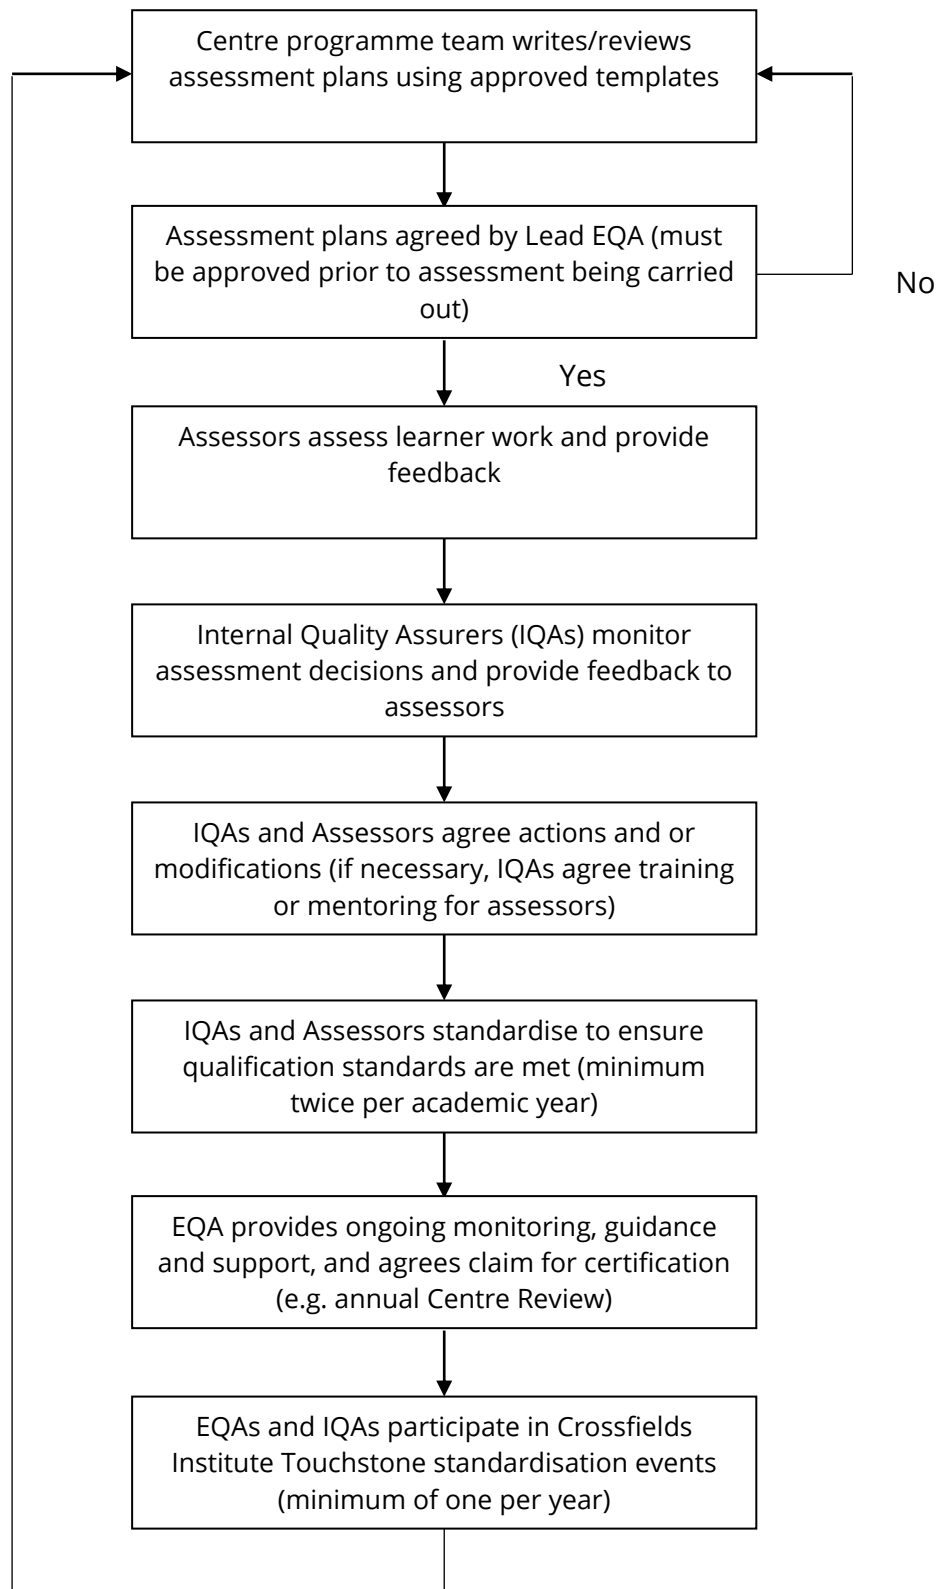 Centre programme team writes/reviews
assessment plans using approved templates
Assessment plans agreed by Lead EQA (must
be approved prior to assessment being carried
out)
No
Yes
Assessors assess learner work and provide
feedback
Internal Quality Assurers (IQAs) monitor
assessment decisions and provide feedback to
assessors
IQAs and Assessors agree actions and or
modifications (if necessary, IQAs agree training
or mentoring for assessors)
IQAs and Assessors standardise to ensure
qualification standards are met (minimum
twice per academic year)
EQA provides ongoing monitoring, guidance
and support, and agrees claim for certification
(e.g. annual Centre Review)
EQAs and IQAs participate in Crossfields
Institute Touchstone standardisation events
(minimum of one per year)